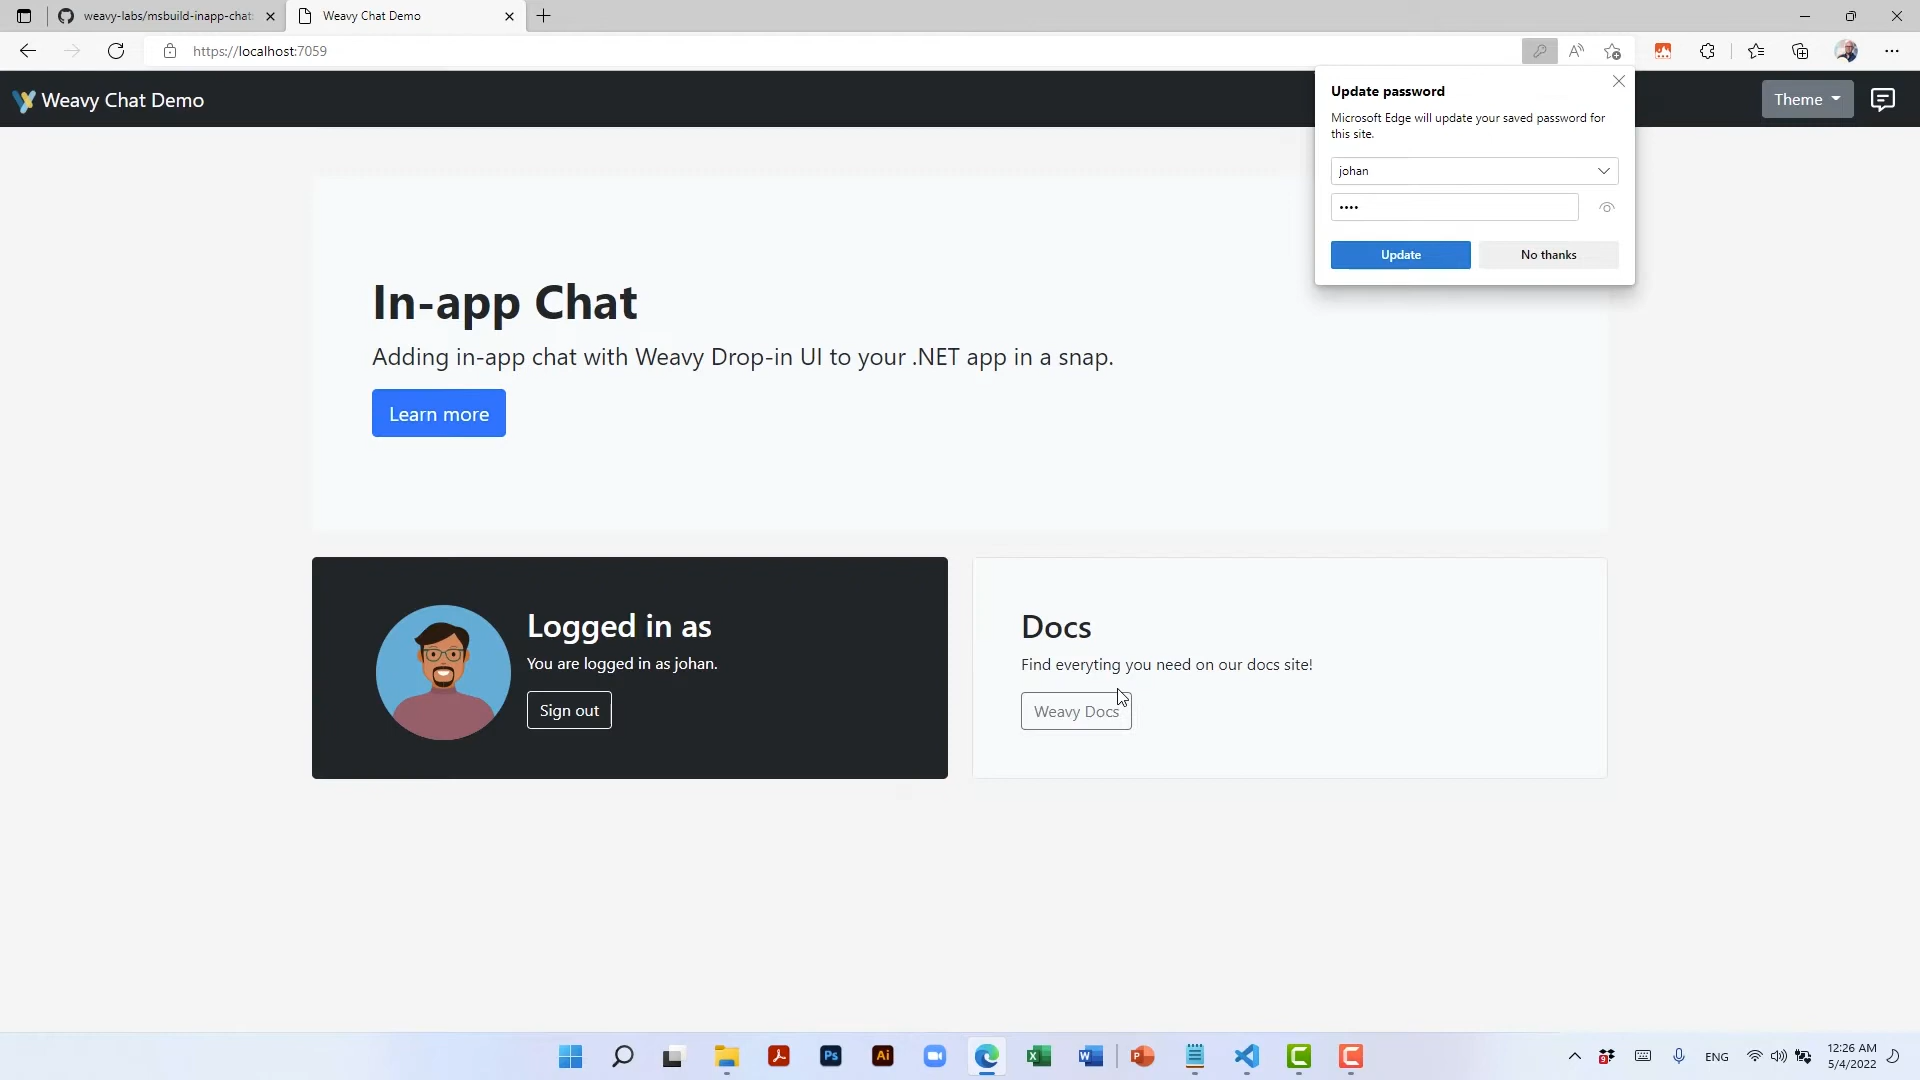 weavy-labs/msbuild-inapp-chat
Weavy Chat Demo
https://localhost:7059
Weavy Chat Demo
Theme
Update password
Microsoft Edge will update your saved password for
this site.
johan
••••
Update
No thanks
In-app Chat
Adding in-app chat with Weavy Drop-in UI to your .NET app in a snap.
Learn more
Logged in as
You are logged in as johan.
Sign out
Docs
Find everyting you need on our docs site!
Weavy Docs
Ps
Ai
ENG
12:26 AM
5/4/2022